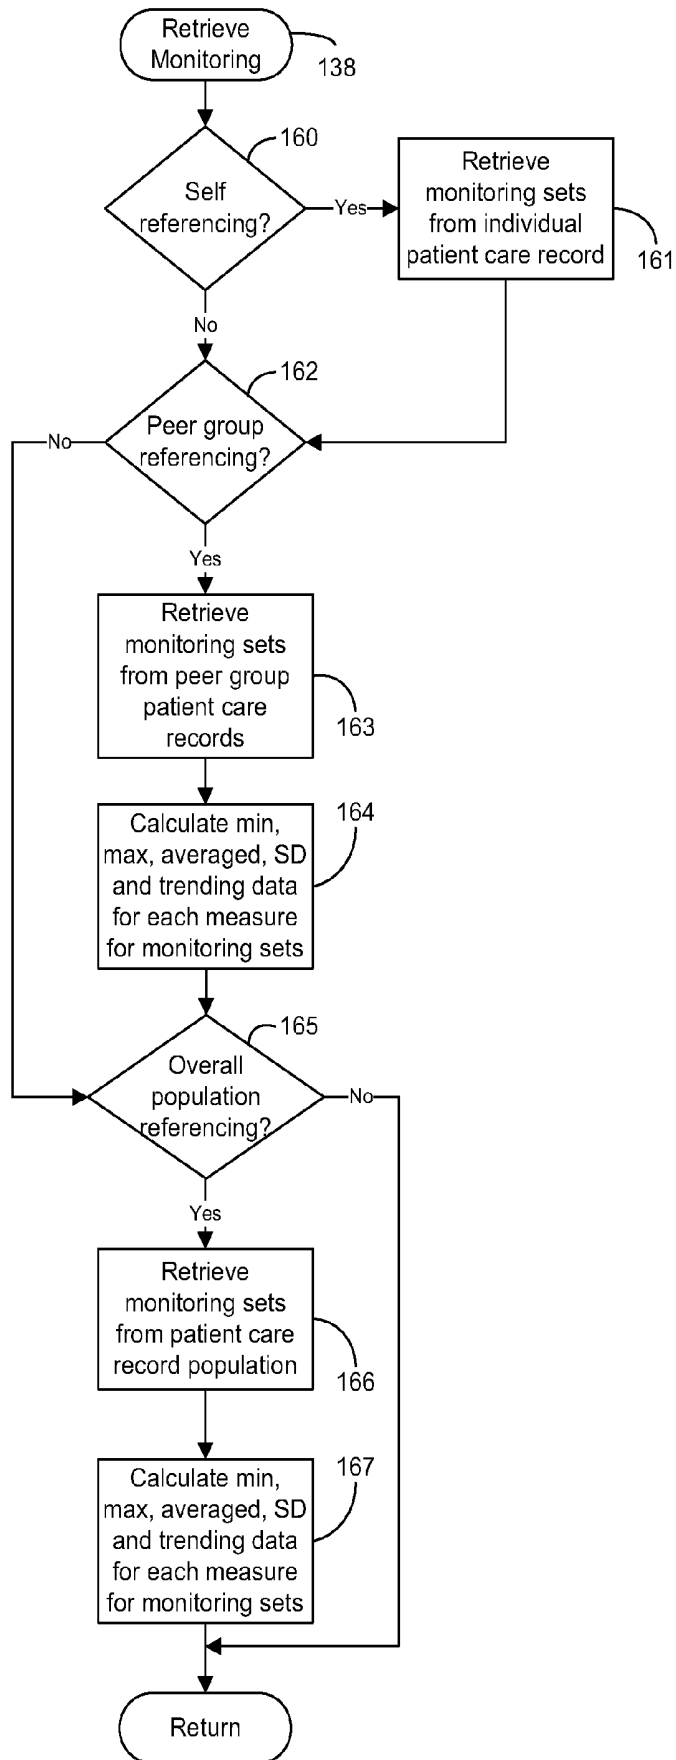 Retrieve
Monitoring
138
160
Self
referencing?
Yes
Retrieve
monitoring sets
from individual
patient care record
161
No
162
Peer group
referencing?
No
Yes
Retrieve
monitoring sets
from peer group
patient care
records
163
Calculate min,
max, averaged, SD
and trending data
for each measure
for monitoring sets
164
165
Overall
population
referencing?
No
Yes
Retrieve
monitoring sets
from patient care
record population
166
Calculate min,
max, averaged, SD
and trending data
for each measure
for monitoring sets
167
Return